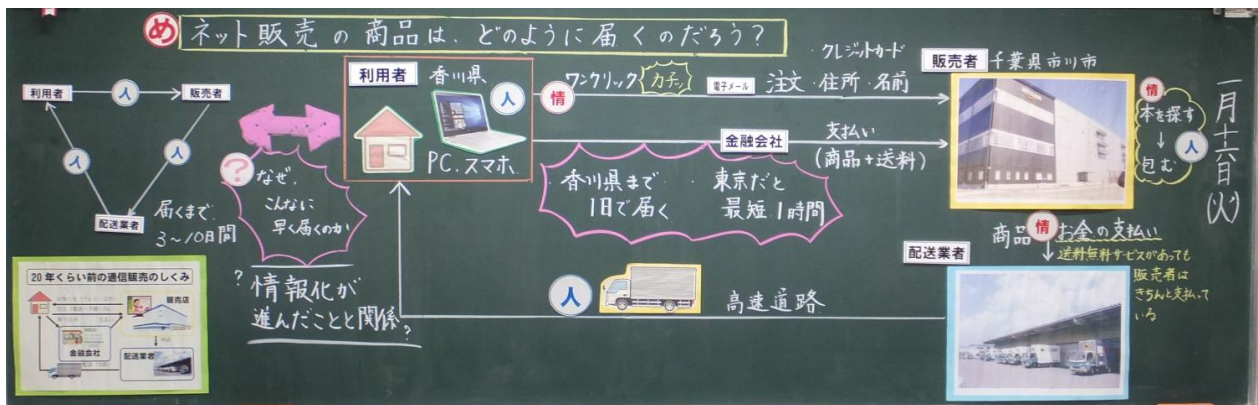 め ネット販売の商品は、どのように届くのだろう?
一月十六日(火)
利用者
人
販売者
人
人
配送業者
届くまで
3～10日間
20年くらい前の通信販売のしくみ
販売店
金融会社
配送業者
?
なぜ、
こんなに
早く届くのか
?情報化が
進んだことと関係?
利用者
香川県
人
PC.スマホ
情
ワンクリック
カチッ
電子メール
・クレジットカード
注文・住所・名前
金融会社
支払い
(商品+送料)
・香川県まで
1日で届く
・東京だと
最短1時間
人
高速道路
販売者
千葉県市川市
情
本を探す
↓
人
包む
商品
情
お金の支払い
送料無料サービスがあっても
販売者は
きちんと支払って
いる
配送業者